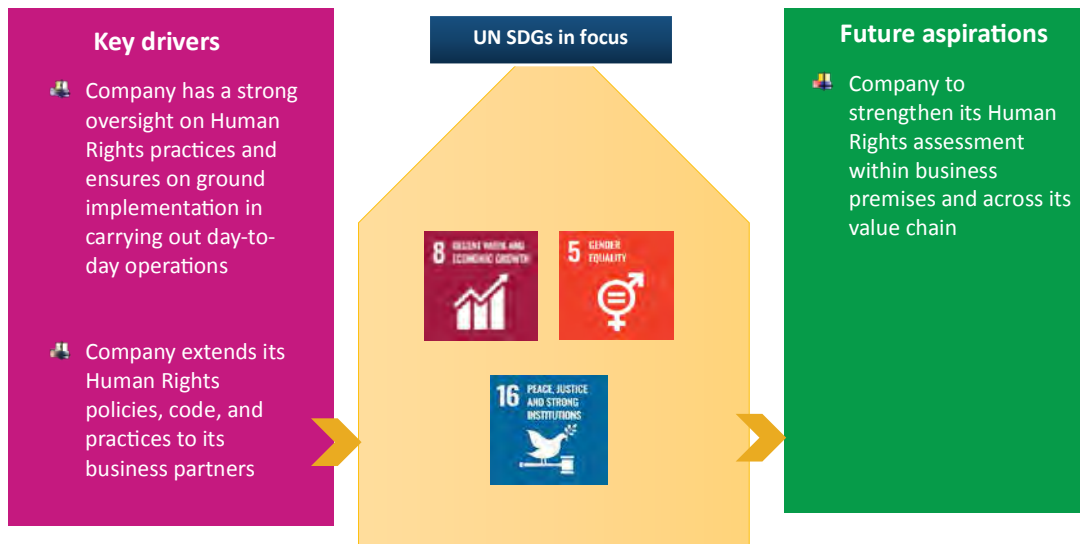 Key drivers
Company has a strong
oversight on Human
Rights practices and
ensures on ground
implementation in
carrying out day-to-
day operations
Company extends its
Human Rights
policies, code, and
practices to its
business partners
UN SDGs in focus
8 DECENT WORK AND
ECONOMIC GROWTH
5 GENDER
EQUALITY
16 PEACE, JUSTICE
AND STRONG
INSTITUTIONS
Future aspirations
Company to
strengthen its Human
Rights assessment
within business
premises and across its
value chain